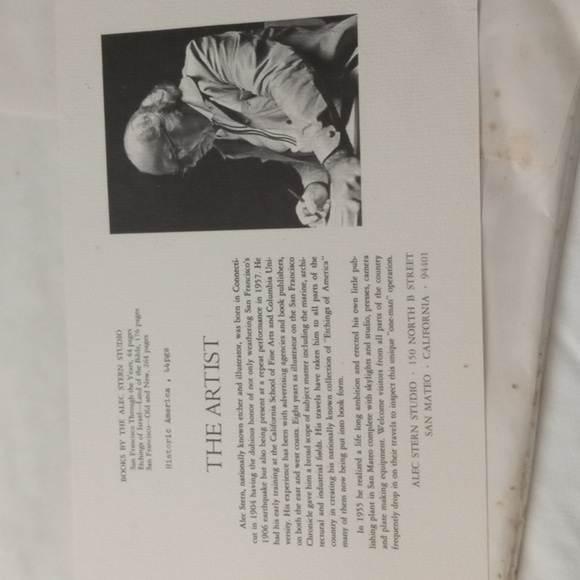 BOOKS BY THE ALEC STERN STUDIO
San Francisco Through the Years, 44 pages
Etchings of Israel—Land of the Bible, 176 pages
San Francisco—Old and New, 264 pages
Historic America , 44pgs
THE ARTIST
Alec Stern, nationally known etcher and illustrator, was born in Connecti-
cut in 1904 having the dubious honor of not only weathering San Francisco's
1906 earthquake but also being present at a repeat performance in 1957. He
had his early training at the California School of Fine Arts and Columbia Uni-
versity. His experience has been with advertising agencies and book publishers,
on both the east and west coasts. Eight years as illustrator on the San Francisco
Chronicle gave him a broad scope of subject matter including the marine, archi-
tectural and industrial fields. His travels have taken him to all parts of the
country in creating his nationally known collection of "Etchings of America"
many of them now being put into book form.
In 1955 he realized a life long ambition and erected his own little pub-
lishing plant in San Mateo complete with skylights and studio, presses, camera
and plate making equipment. Welcome visitors from all parts of the country
frequently drop in on their travels to inspect this unique "one-man" operation.
ALEC STERN STUDIO · 150 NORTH B STREET
SAN MATEO · CALIFORNIA · 94401